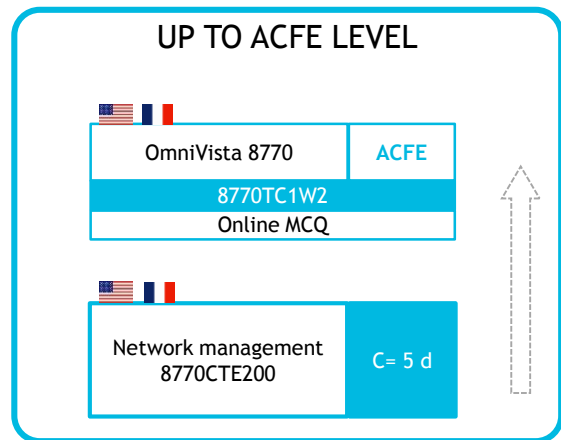 UP TO ACFE LEVEL
OmniVista 8770
ACFE
8770TC1W2
Online MCQ
Network management
8770CTE200
C= 5 d